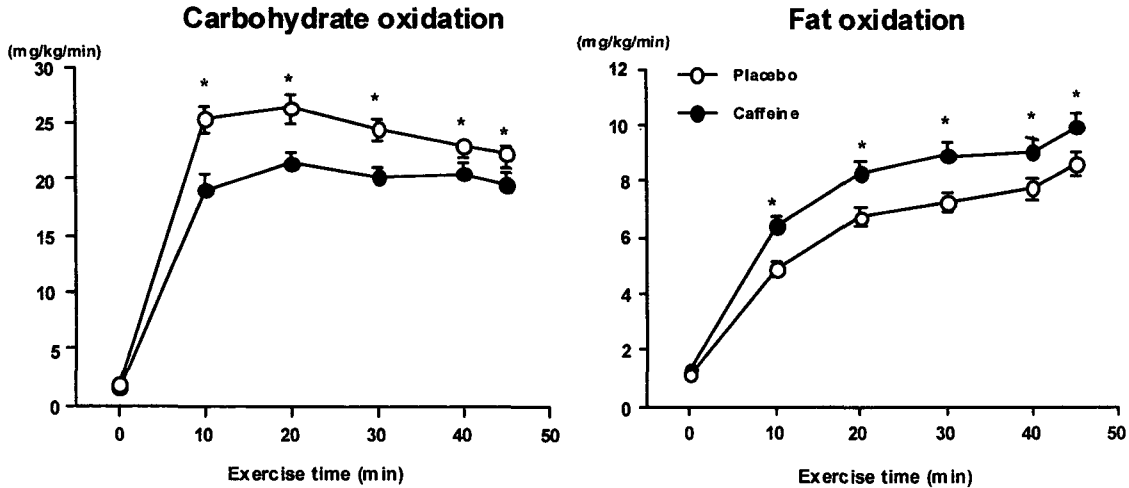 Carbohydrate oxidation
(mg/kg/min)
30
25
20
15
10
5
0
*
*
*
*
*
0 10 20 30 40 50
Exercise time (min)
Fat oxidation
(mg/kg/min)
12
10
8
6
4
2
0
Placebo
Caffeine
*
*
*
*
*
0 10 20 30 40 50
Exercise time (min)